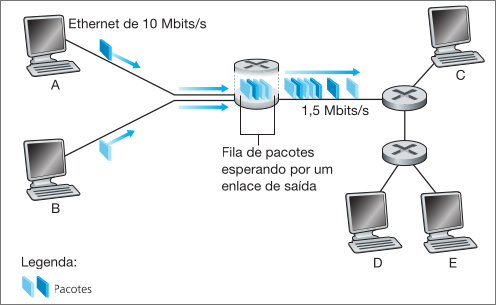 Ethernet de 10 Mbits/s
A
C
1,5 Mbits/s
Fila de pacotes
esperando por um
enlace de saída
B
D
E
Legenda:
Pacotes